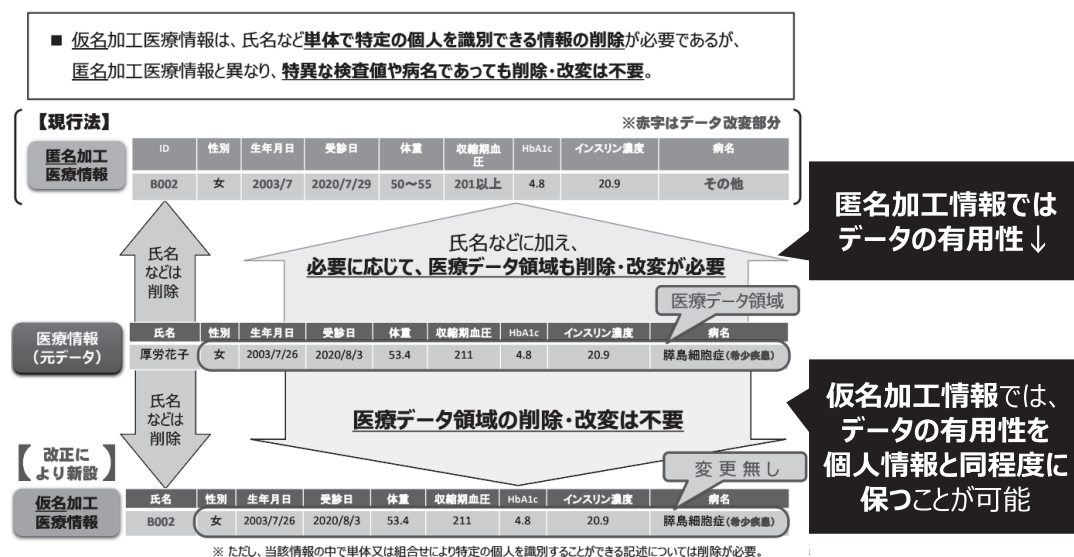 ■ 仮名加工医療情報は、氏名など単体で特定の個人を識別できる情報の削除が必要であるが、
匿名加工医療情報と異なり、特異な検査値や病名であっても削除・改変は不要。
【現行法】
※赤字はデータ改変部分
匿名加工
医療情報
ID 性別 生年月日 受診日 体重 収縮期血圧 HbA1c インスリン濃度 病名
B002 女 2003/7 2020/7/29 50～55 201以上 4.8 20.9 その他
匿名加工情報では
データの有用性↓
氏名
などは
削除
氏名などに加え、
必要に応じて、医療データ領域も削除・改変が必要
医療データ領域
医療情報
（元データ）
氏名 性別 生年月日 受診日 体重 収縮期血圧 HbA1c インスリン濃度 病名
厚労花子 女 2003/7/26 2020/8/3 53.4 211 4.8 20.9 膵島細胞症(希少疾患)
氏名
などは
削除
医療データ領域の削除・改変は不要
仮名加工情報では、
データの有用性を
個人情報と同程度に
保つことが可能
【改正に
より新設】
変更無し
仮名加工
医療情報
氏名 性別 生年月日 受診日 体重 収縮期血圧 HbA1c インスリン濃度 病名
B002 女 2003/7/26 2020/8/3 53.4 211 4.8 20.9 膵島細胞症(希少疾患)
※ ただし、当該情報の中で単体又は組合せにより特定の個人を識別することができる記述については削除が必要。